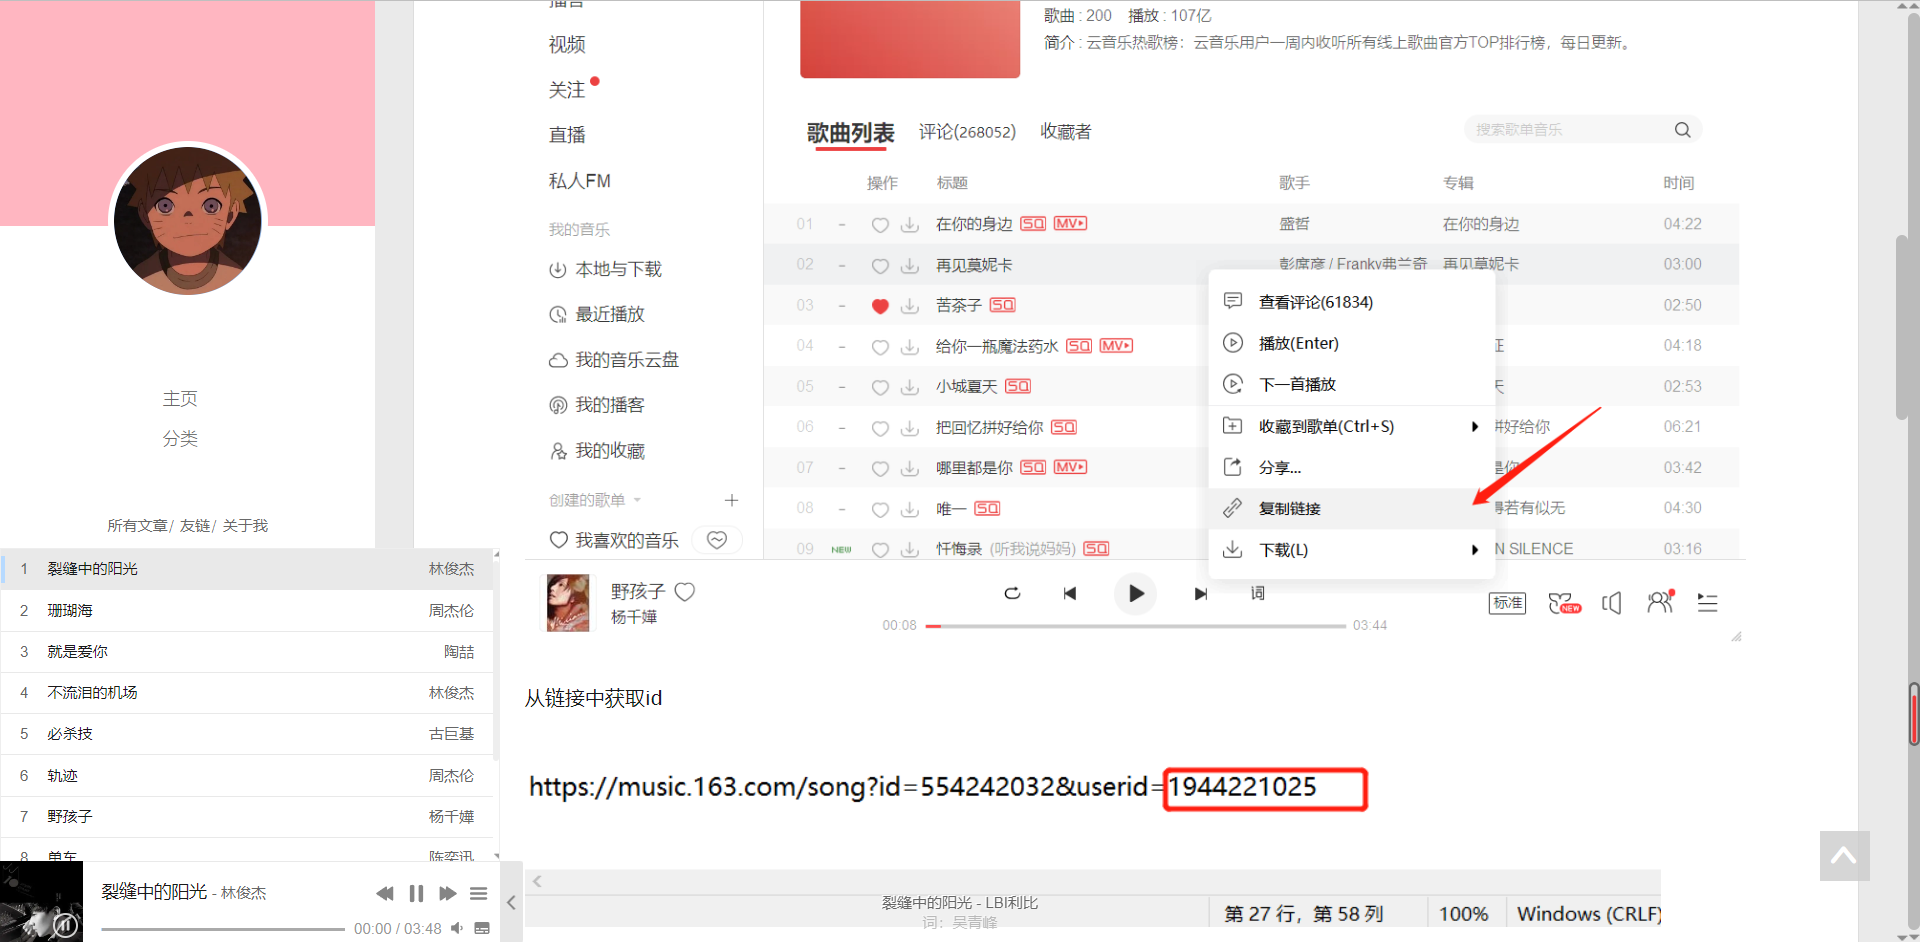 主页
分类
所有文章/ 友链/ 关于我
1 裂缝中的阳光 林俊杰
2 珊瑚海 周杰伦
3 就是爱你 陶喆
4 不流泪的机场 林俊杰
5 必杀技 古巨基
6 轨迹 周杰伦
7 野孩子 杨千嬅
8 单车 陈奕迅
裂缝中的阳光 - 林俊杰
00:00 / 03:48
播客
视频
关注
直播
私人FM
我的音乐
本地与下载
最近播放
我的音乐云盘
我的播客
我的收藏
创建的歌单
我喜欢的音乐
歌曲 : 200 播放 : 107亿
简介 : 云音乐热歌榜：云音乐用户一周内收听所有线上歌曲官方TOP排行榜，每日更新。
歌曲列表 评论(268052) 收藏者
搜索歌单音乐
操作 标题 歌手 专辑 时间
01 - 在你的身边 SQ MV 盛哲 在你的身边 04:22
02 - 再见莫妮卡 彭席彦 / Franky弗兰奇 再见莫妮卡 03:00
03 - 苦茶子 SQ 02:50
04 - 给你一瓶魔法药水 SQ MV 04:18
05 - 小城夏天 SQ 02:53
06 - 把回忆拼好给你 SQ 拼好给你 06:21
07 - 哪里都是你 SQ MV 是你 03:42
08 - 唯一 SQ 得若有似无 04:30
09 NEW 忏悔录 (听我说妈妈) SQ N SILENCE 03:16
查看评论(61834)
播放(Enter)
下一首播放
收藏到歌单(Ctrl+S)
分享...
复制链接
下载(L)
野孩子
杨千嬅
词
00:08 03:44
标准
NEW
从链接中获取id
https://music.163.com/song?id=554242032&userid=1944221025
裂缝中的阳光 - LBI利比
词：吴青峰
第 27 行，第 58 列 100% Windows (CRLF)